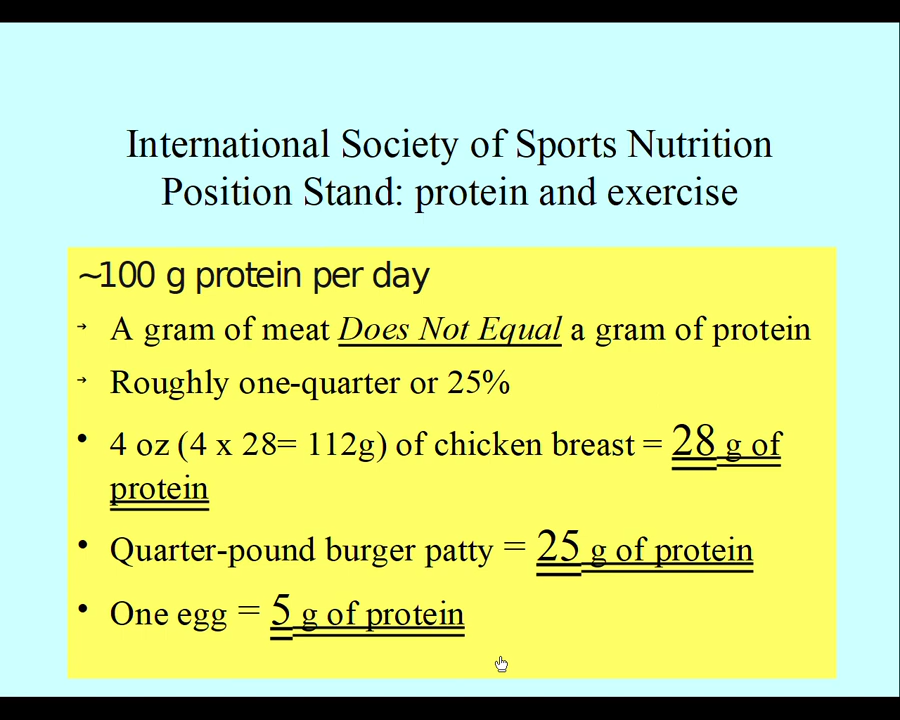 International Society of Sports Nutrition
Position Stand: protein and exercise
~100 g protein per day
→ A gram of meat Does Not Equal a gram of protein
→ Roughly one-quarter or 25%
• 4 oz (4 x 28= 112g) of chicken breast = 28 g of
protein
• Quarter-pound burger patty = 25 g of protein
• One egg = 5 g of protein